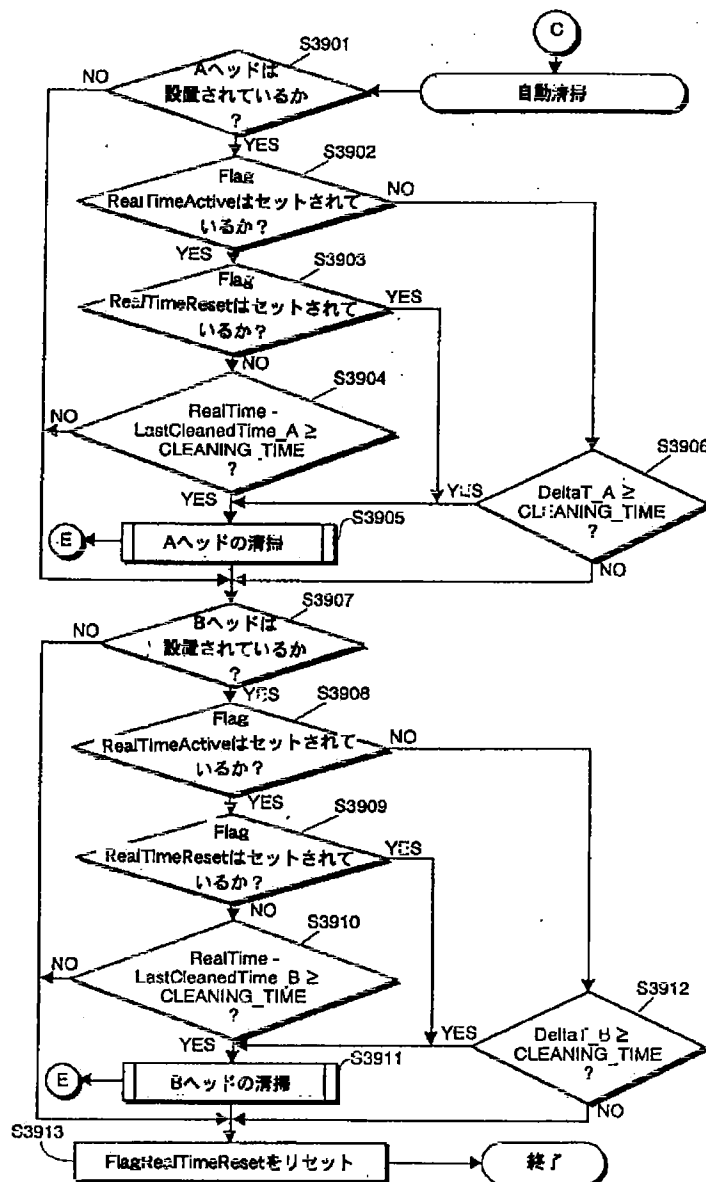 C
自動清掃
S3901
Aヘッドは
設置されているか
?
NO
YES
S3902
Flag
RealTimeActiveはセットされて
いるか?
NO
YES
S3903
Flag
RealTimeResetはセットされて
いるか?
YES
NO
S3904
RealTime -
LastCleanedTime_A ≥
CLEANING_TIME
?
NO
YES
S3906
DeltaT_A ≥
CLEANING_TIME
?
YES
NO
S3905
E
Aヘッドの清掃
S3907
Bヘッドは
設置されているか
?
NO
YES
S3908
Flag
RealTimeActiveはセットされて
いるか?
NO
YES
S3909
Flag
RealTimeResetはセットされて
いるか?
YES
NO
S3910
RealTime -
LastCleanedTime_B ≥
CLEANING_TIME
?
NO
YES
S3912
DeltaT_B ≥
CLEANING_TIME
?
YES
NO
S3911
E
Bヘッドの清掃
S3913
FlagRealTimeResetをリセット
終了